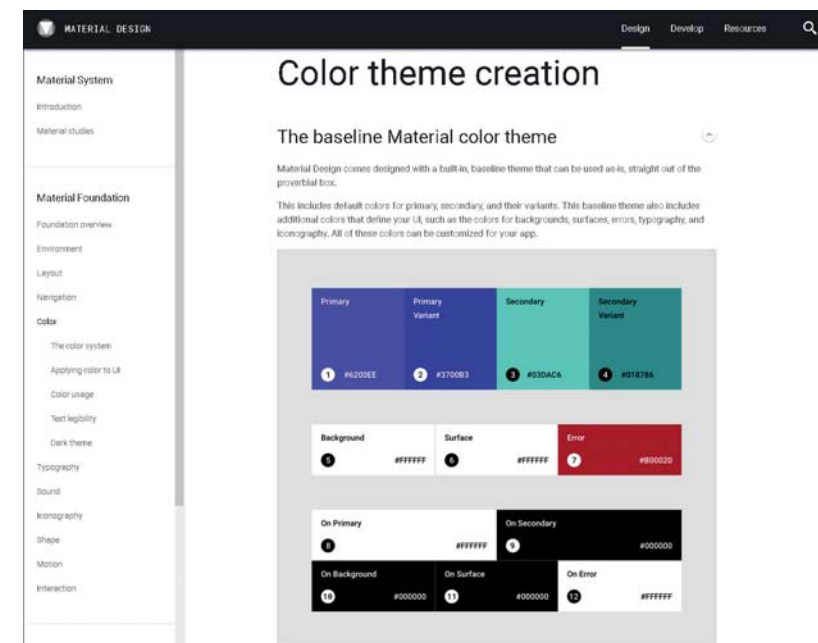 MATERIAL DESIGN
Design Develop Resources
Material System
Introduction
Material studies
Material Foundation
Foundation overview
Environment
Layout
Navigation
Color
The color system
Applying color to UI
Color usage
Text legibility
Dark theme
Typography
Sound
Iconography
Shape
Motion
Interaction
Color theme creation
The baseline Material color theme
Material Design comes designed with a built-in, baseline theme that can be used as-is, straight out of the
proverbial box.
This includes default colors for primary, secondary, and their variants. This baseline theme also includes
additional colors that define your UI, such as the colors for backgrounds, surfaces, errors, typography, and
iconography. All of these colors can be customized for your app.
Primary
1 #6200EE
Primary
Variant
2 #3700B3
Secondary
3 #03DAC6
Secondary
Variant
4 #018786
Background
5 #FFFFFF
Surface
6 #FFFFFF
Error
7 #B00020
On Primary
8 #FFFFFF
On Secondary
9 #000000
On Background
10 #000000
On Surface
11 #000000
On Error
12 #FFFFFF